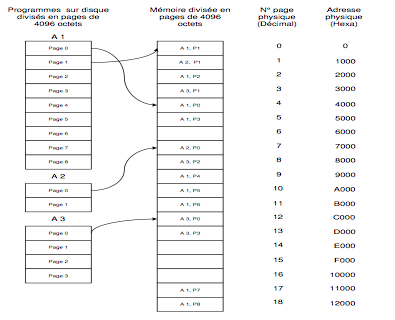 Programmes sur disque
divisés en pages de 4096
octets
A 1
Page 0
Page 1
Page 2
Page 3
Page 4
Page 5
Page 6
Page 7
Page 8
A 2
Page 0
Page 1
A 3
Page 0
Page 1
Page 2
Page 3
Mémoire divisée en
pages de 4096
octets
A 1, P1
A 2, P1
A 1, P2
A 3, P1
A 1, P0
A 1, P3
A 2, P0
A 3, P2
A 1, P4
A 1, P5
A 1, P6
A 3, P0
A 3, P3
A 1, P7
A 1, P8
N° page
physique
(Décimal)
0
1
2
3
4
5
6
7
8
9
10
11
12
13
14
15
16
17
18
Adresse
physique
(Hexa)
0
1000
2000
3000
4000
5000
6000
7000
8000
9000
A000
B000
C000
D000
E000
F000
10000
11000
12000